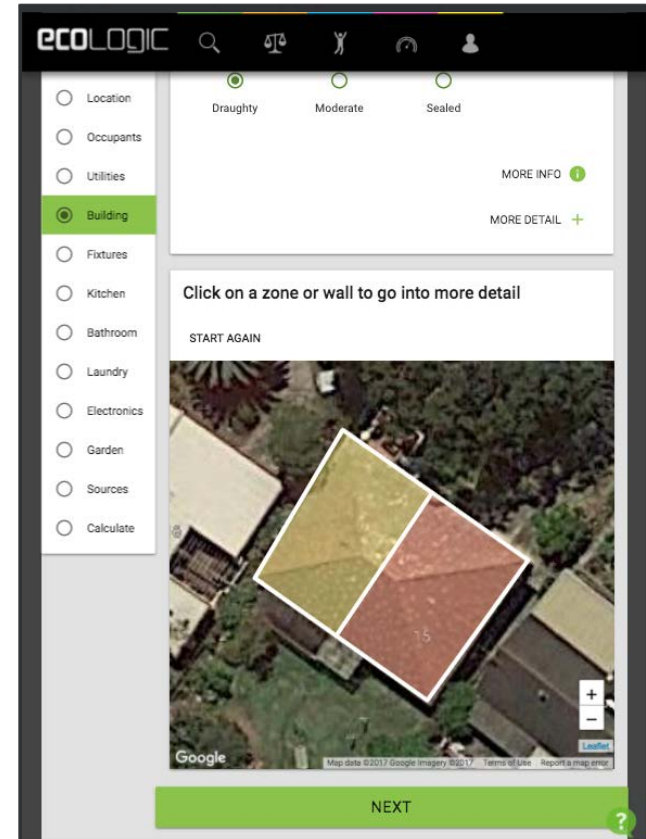 ecoLOGIC
Draughty Moderate Sealed
MORE INFO i
MORE DETAIL +
Location
Occupants
Utilities
Building
Fixtures
Kitchen
Bathroom
Laundry
Electronics
Garden
Sources
Calculate
Click on a zone or wall to go into more detail
START AGAIN
15
+
−
Leaflet
Google
Map data ©2017 Google Imagery ©2017 Terms of Use Report a map error
NEXT
?